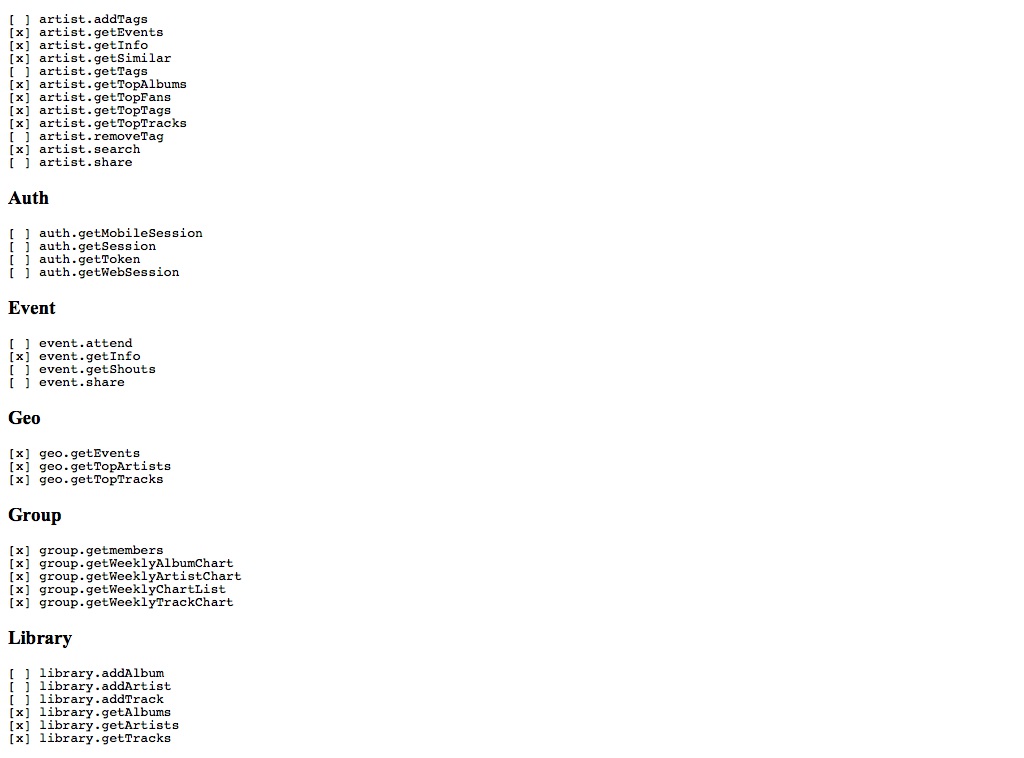 [ ] artist.addTags
[x] artist.getEvents
[x] artist.getInfo
[x] artist.getSimilar
[ ] artist.getTags
[x] artist.getTopAlbums
[x] artist.getTopFans
[x] artist.getTopTags
[x] artist.getTopTracks
[ ] artist.removeTag
[x] artist.search
[ ] artist.share
Auth
[ ] auth.getMobileSession
[ ] auth.getSession
[ ] auth.getToken
[ ] auth.getWebSession
Event
[ ] event.attend
[x] event.getInfo
[ ] event.getShouts
[ ] event.share
Geo
[x] geo.getEvents
[x] geo.getTopArtists
[x] geo.getTopTracks
Group
[x] group.getmembers
[x] group.getWeeklyAlbumChart
[x] group.getWeeklyArtistChart
[x] group.getWeeklyChartList
[x] group.getWeeklyTrackChart
Library
[ ] library.addAlbum
[ ] library.addArtist
[ ] library.addTrack
[x] library.getAlbums
[x] library.getArtists
[x] library.getTracks